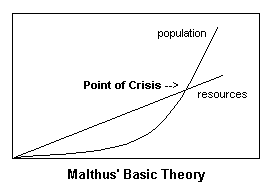 population
Point of Crisis -->
resources
Malthus' Basic Theory